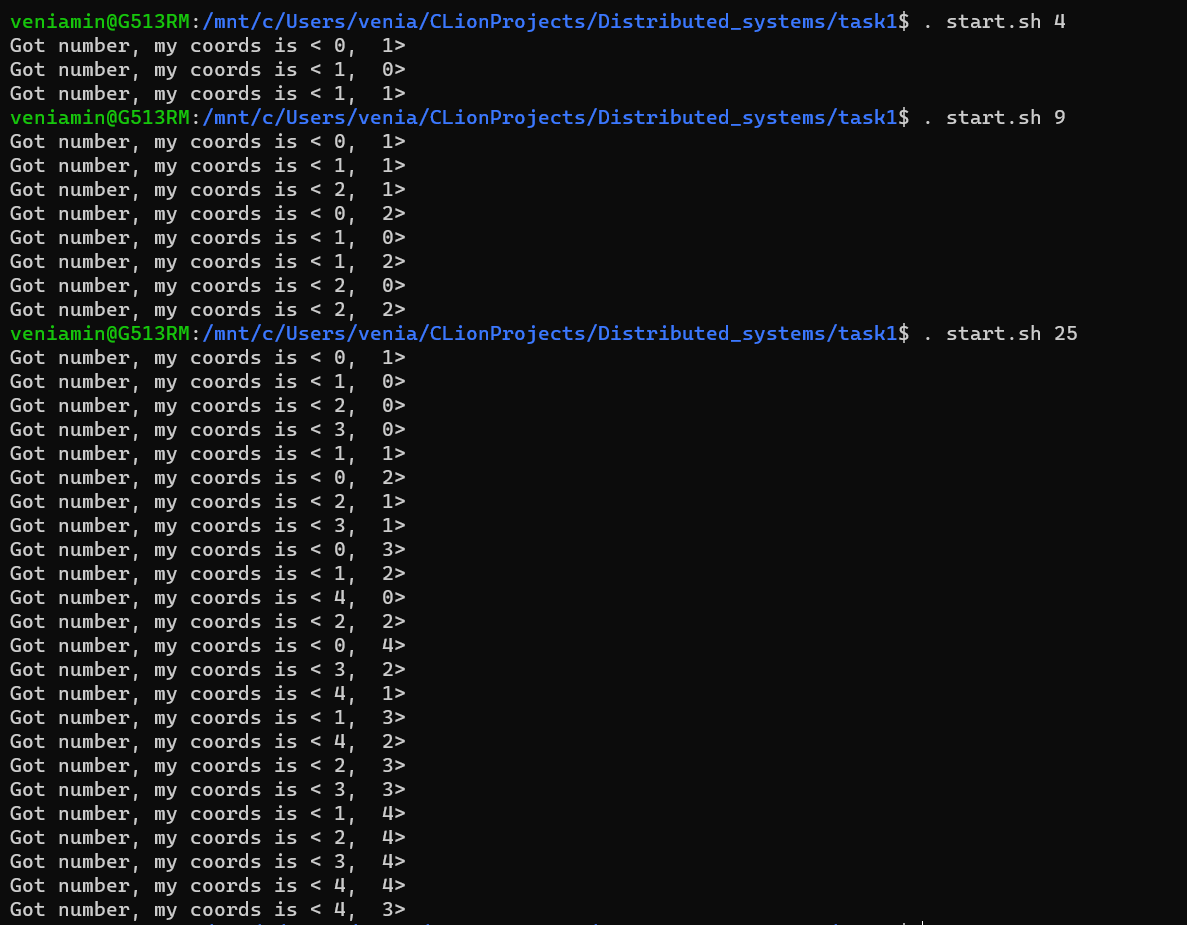 veniamin@G513RM:/mnt/c/Users/venia/CLionProjects/Distributed_systems/task1$ . start.sh 4
Got number, my coords is < 0,  1>
Got number, my coords is < 1,  0>
Got number, my coords is < 1,  1>
veniamin@G513RM:/mnt/c/Users/venia/CLionProjects/Distributed_systems/task1$ . start.sh 9
Got number, my coords is < 0,  1>
Got number, my coords is < 1,  1>
Got number, my coords is < 2,  1>
Got number, my coords is < 0,  2>
Got number, my coords is < 1,  0>
Got number, my coords is < 1,  2>
Got number, my coords is < 2,  0>
Got number, my coords is < 2,  2>
veniamin@G513RM:/mnt/c/Users/venia/CLionProjects/Distributed_systems/task1$ . start.sh 25
Got number, my coords is < 0,  1>
Got number, my coords is < 1,  0>
Got number, my coords is < 2,  0>
Got number, my coords is < 3,  0>
Got number, my coords is < 1,  1>
Got number, my coords is < 0,  2>
Got number, my coords is < 2,  1>
Got number, my coords is < 3,  1>
Got number, my coords is < 0,  3>
Got number, my coords is < 1,  2>
Got number, my coords is < 4,  0>
Got number, my coords is < 2,  2>
Got number, my coords is < 0,  4>
Got number, my coords is < 3,  2>
Got number, my coords is < 4,  1>
Got number, my coords is < 1,  3>
Got number, my coords is < 4,  2>
Got number, my coords is < 2,  3>
Got number, my coords is < 3,  3>
Got number, my coords is < 1,  4>
Got number, my coords is < 2,  4>
Got number, my coords is < 3,  4>
Got number, my coords is < 4,  4>
Got number, my coords is < 4,  3>